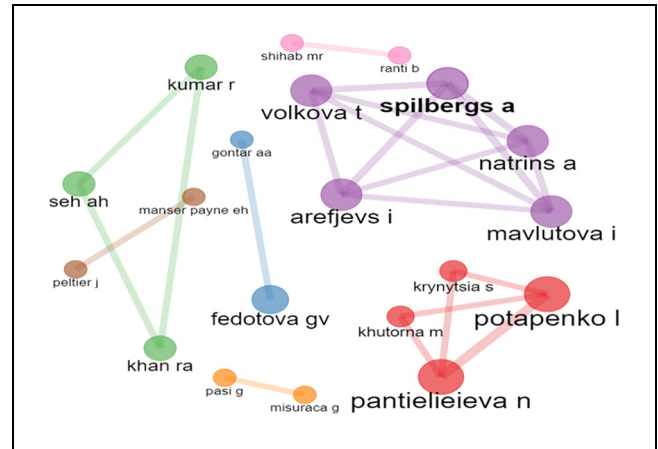 shihab mr
ranti b
kumar r
volkova t
spilbergs a
gontar aa
natrins a
seh ah
manser payne eh
arefjevs i
mavlutova i
peltier j
krynytsia s
fedotova gv
potapenko l
khutorna m
khan ra
pasi g
misuraca g
pantielieieva n